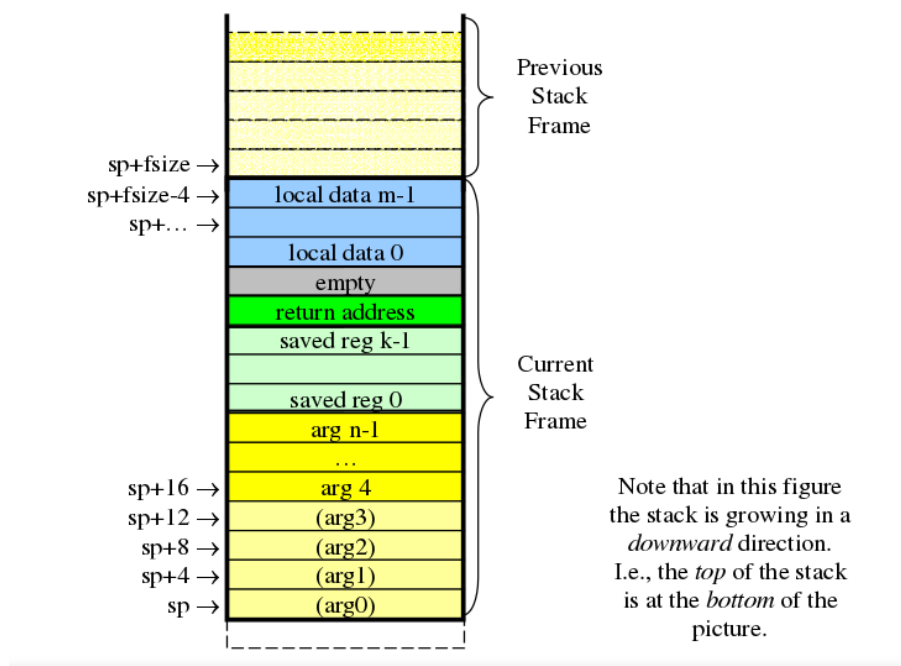 Previous
Stack
Frame
sp+fsize →
sp+fsize-4 → local data m-1
sp+… →
local data 0
empty
return address
saved reg k-1
saved reg 0
Current
Stack
Frame
arg n-1
…
sp+16 → arg 4
sp+12 → (arg3)
sp+8 → (arg2)
sp+4 → (arg1)
sp → (arg0)
Note that in this figure
the stack is growing in a
downward direction.
I.e., the top of the stack
is at the bottom of the
picture.